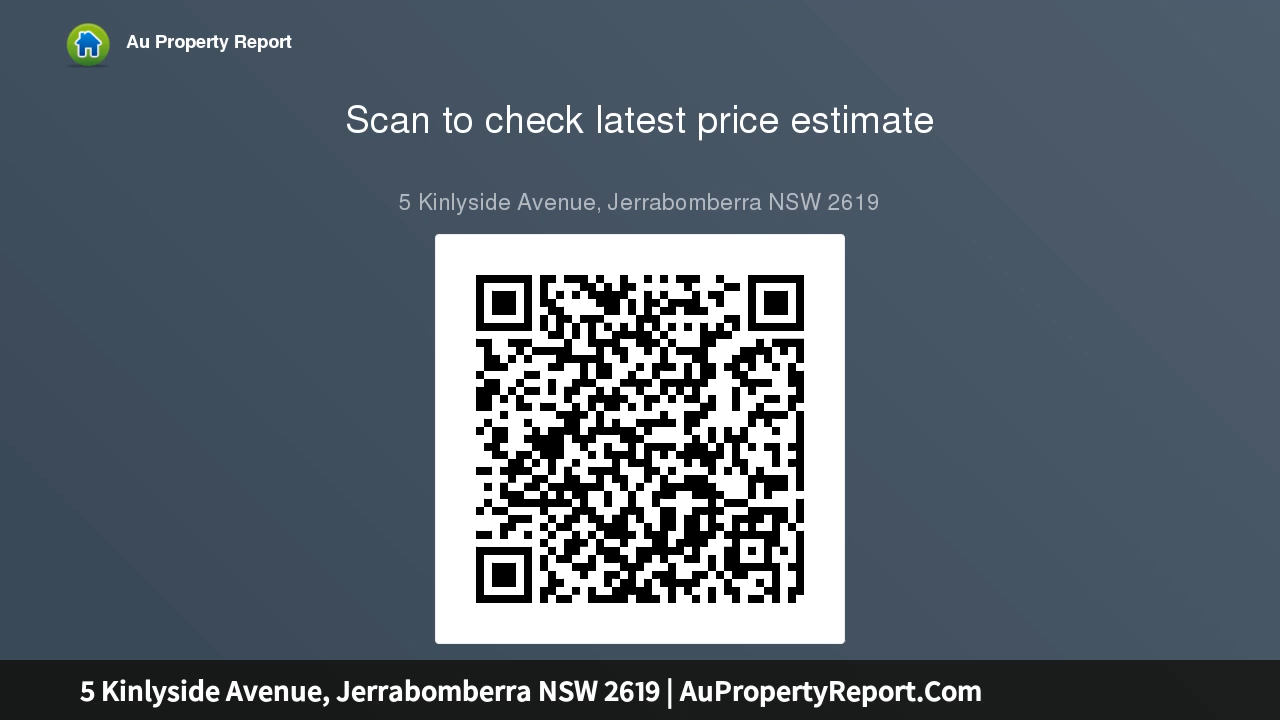 Au Property Report
Scan to check latest price estimate
5 Kinlyside Avenue, Jerrabomberra NSW 2619
5 Kinlyside Avenue, Jerrabomberra NSW 2619 | AuPropertyReport.Com